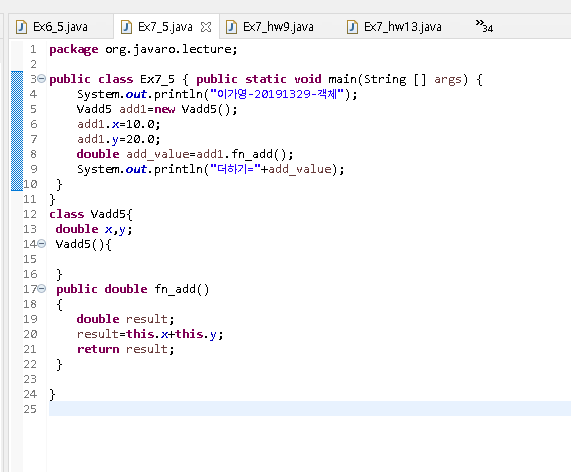 Ex6_5.java Ex7_5.java Ex7_hw9.java Ex7_hw13.java »34
1 package org.javaro.lecture;
2
3 public class Ex7_5 { public static void main(String [] args) {
4 System.out.println("이가영-20191329-객체");
5 Vadd5 add1=new Vadd5();
6 add1.x=10.0;
7 add1.y=20.0;
8 double add_value=add1.fn_add();
9 System.out.println("더하기="+add_value);
10 }
11 }
12 class Vadd5{
13 double x,y;
14 Vadd5(){
15
16 }
17 public double fn_add()
18 {
19 double result;
20 result=this.x+this.y;
21 return result;
22 }
23
24 }
25